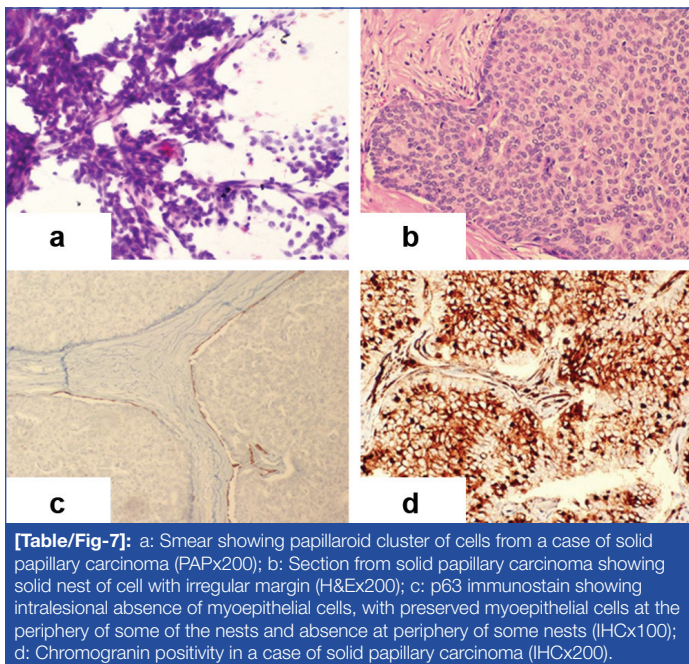 a
b
c
d
[Table/Fig-7]: a: Smear showing papillaroid cluster of cells from a case of solid
papillary carcinoma (PAPx200); b: Section from solid papillary carcinoma showing
solid nest of cell with irregular margin (H&Ex200); c: p63 immunostain showing
intralesional absence of myoepithelial cells, with preserved myoepithelial cells at the
periphery of some of the nests and absence at periphery of some nests (IHCx100);
d: Chromogranin positivity in a case of solid papillary carcinoma (IHCx200).